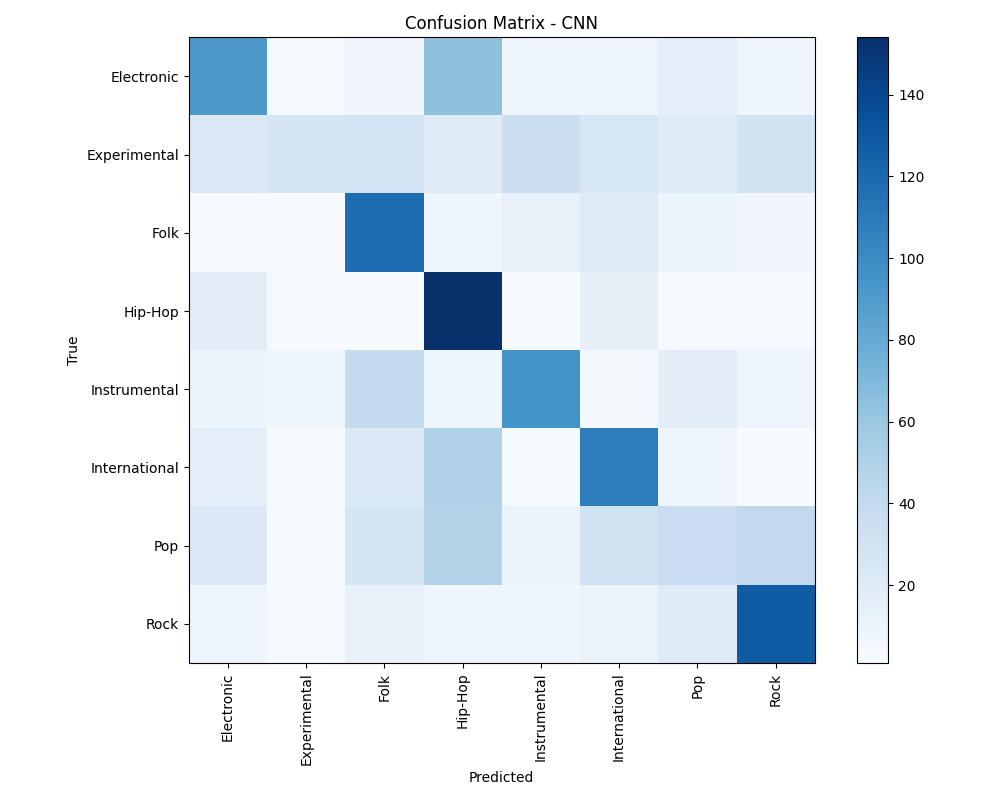 Confusion Matrix - CNN
True
Electronic
Experimental
Folk
Hip-Hop
Instrumental
International
Pop
Rock
Electronic
Experimental
Folk
Hip-Hop
Instrumental
International
Pop
Rock
Predicted
140
120
100
80
60
40
20